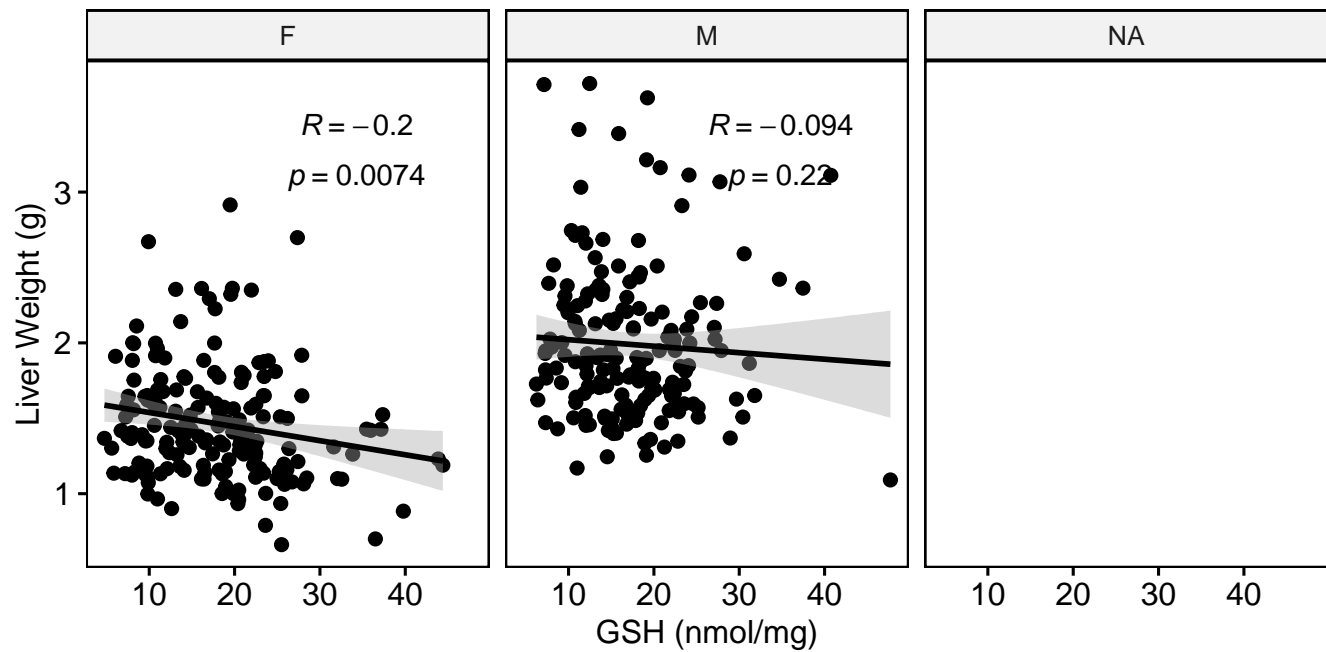 F M NA
R = −0.2
p = 0.0074
R = −0.094
p = 0.22
Liver Weight (g)
3
2
1
10 20 30 40 10 20 30 40 10 20 30 40
GSH (nmol/mg)